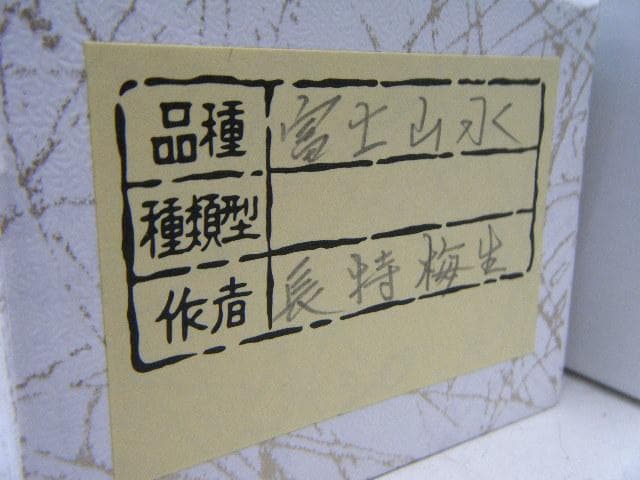 品種 富士山水
種類型
作者 長特梅生